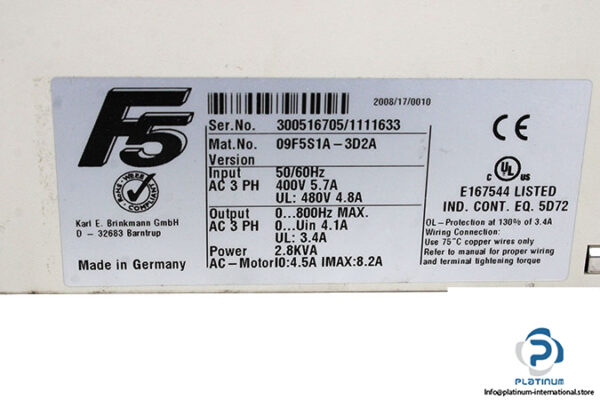 F5
2008/17/0010
Ser.No. 300516705/1111633
Mat.No. 09F5S1A-3D2A
Version
Input 50/60Hz
AC 3 PH 400V 5.7A
UL: 480V 4.8A
Output 0...800Hz MAX.
AC 3 PH 0...Uin 4.1A
UL: 3.4A
Power 2.8KVA
AC-MotorI0:4.5A IMAX:8.2A
WEEE
COMPLIANT
Karl E. Brinkmann GmbH
D - 32683 Barntrup
Made in Germany
CE
C UL US
E167544 LISTED
IND. CONT. EQ. 5D72
OL-Protection at 130% of 3.4A
Wiring Connection:
Use 75°C copper wires only
Refer to manual for proper wiring
and terminal tightening torque
PLATINUM
Info@platinum-international.store